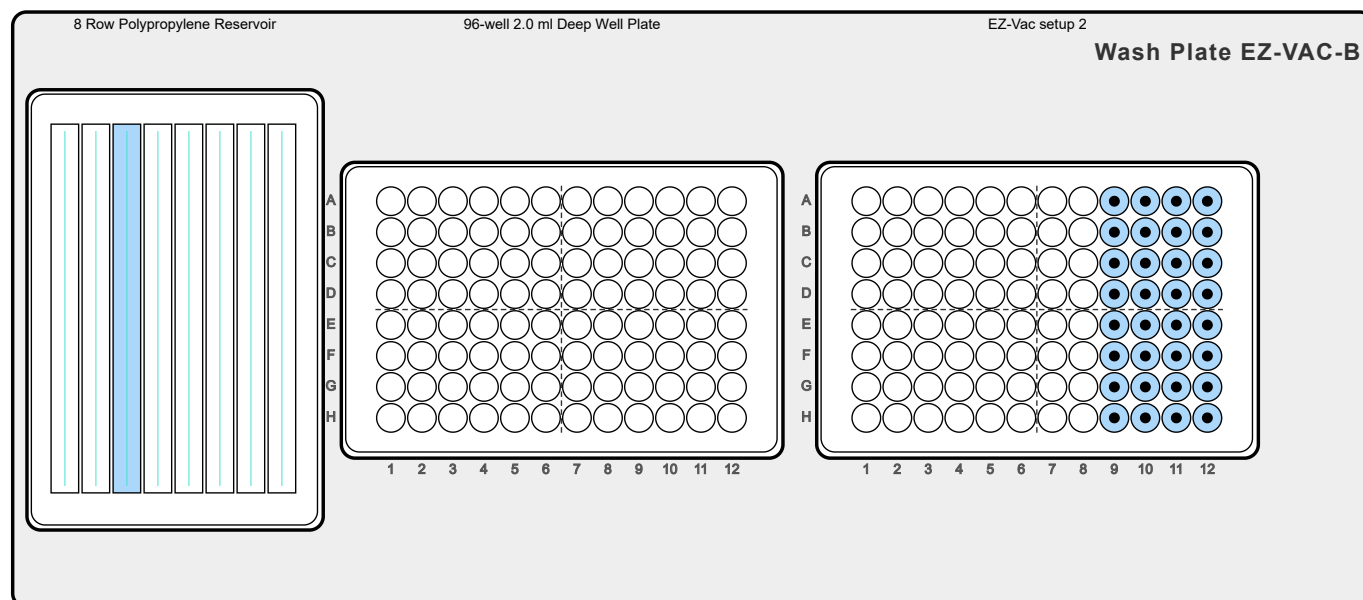 8 Row Polypropylene Reservoir
96-well 2.0 ml Deep Well Plate
EZ-Vac setup 2
Wash Plate EZ-VAC-B
A
B
C
D
E
F
G
H
1 2 3 4 5 6 7 8 9 10 11 12
A
B
C
D
E
F
G
H
1 2 3 4 5 6 7 8 9 10 11 12